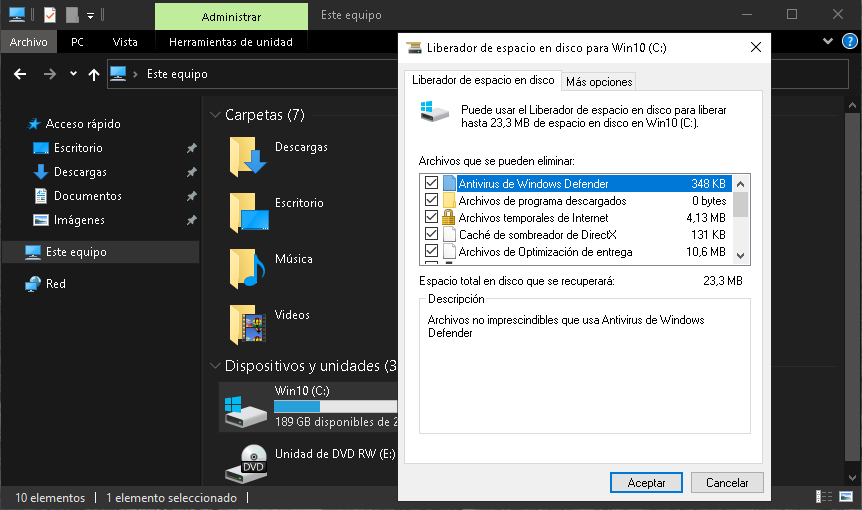 Administrar
Este equipo
Archivo
PC
Vista
Herramientas de unidad
Este equipo
Acceso rápido
Escritorio
Descargas
Documentos
Imágenes
Este equipo
Red
Carpetas (7)
Descargas
Escritorio
Música
Videos
Dispositivos y unidades (3
Win10 (C:)
189 GB disponibles de 2
Unidad de DVD RW (E:)
DVD
10 elementos
1 elemento seleccionado
Liberador de espacio en disco para Win10 (C:)
Liberador de espacio en disco
Más opciones
Puede usar el Liberador de espacio en disco para liberar
hasta 23,3 MB de espacio en disco en Win10 (C:).
Archivos que se pueden eliminar:
Antivirus de Windows Defender 348 KB
Archivos de programa descargados 0 bytes
Archivos temporales de Internet 4,13 MB
Caché de sombreador de DirectX 131 KB
Archivos de Optimización de entrega 10,6 MB
Espacio total en disco que se recuperará: 23,3 MB
Descripción
Archivos no imprescindibles que usa Antivirus de Windows
Defender
Aceptar
Cancelar